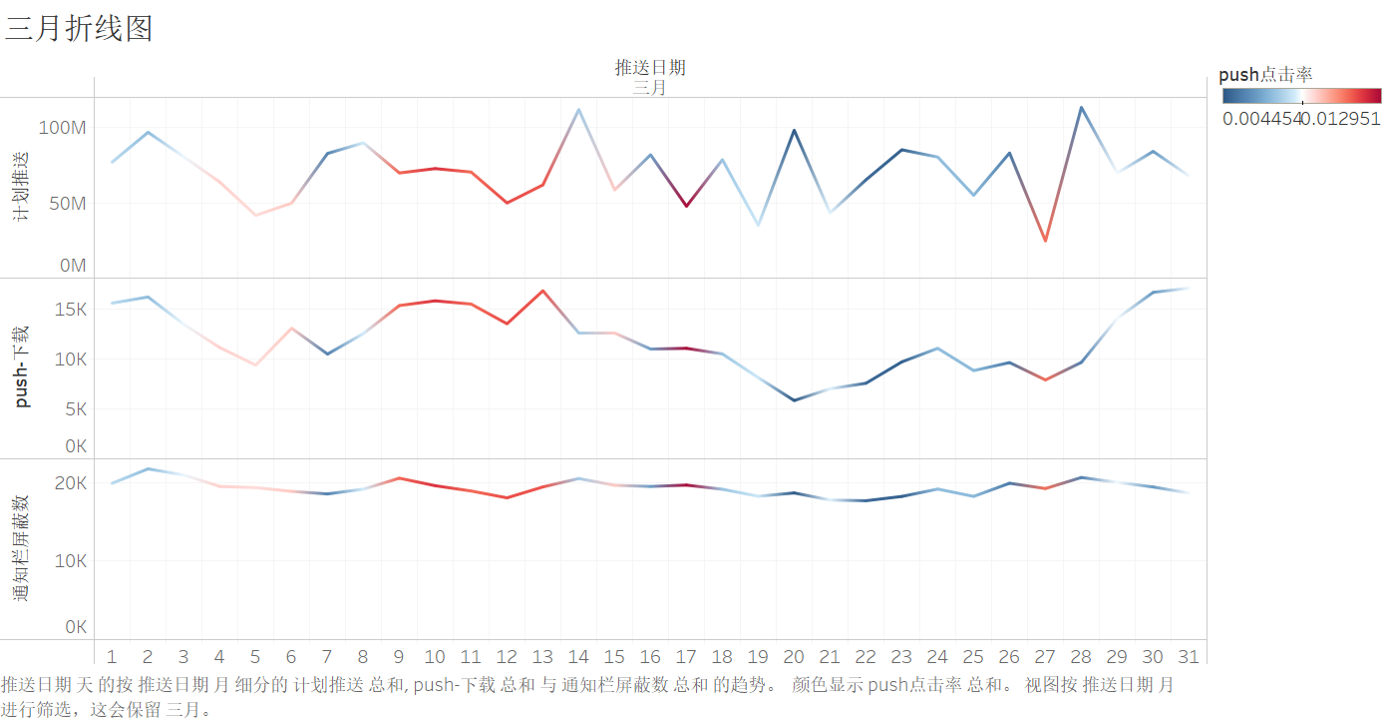 三月折线图
推送日期
三月
push点击率
0.004454 0.012951
计划推送
100M
50M
0M
push-下载
15K
10K
5K
0K
通知栏屏蔽数
20K
10K
0K
1 2 3 4 5 6 7 8 9 10 11 12 13 14 15 16 17 18 19 20 21 22 23 24 25 26 27 28 29 30 31
推送日期 天 的按 推送日期 月 细分的 计划推送 总和, push-下载 总和 与 通知栏屏蔽数 总和 的趋势。 颜色显示 push点击率 总和。 视图按 推送日期 月
进行筛选，这会保留 三月。